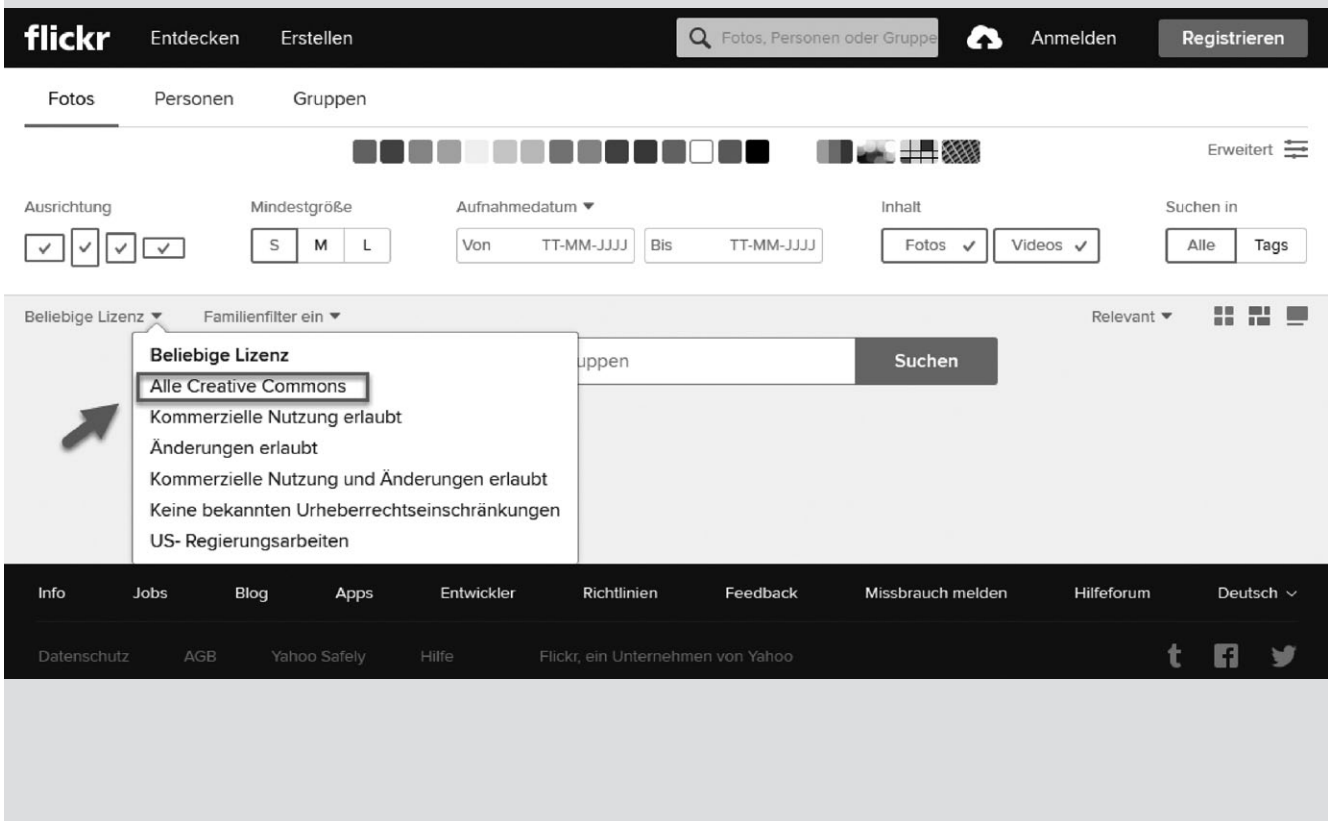 flickr Entdecken Erstellen Fotos, Personen oder Gruppe Anmelden Registrieren
Fotos Personen Gruppen
Erweitert
Ausrichtung Mindestgröße Aufnahmedatum Inhalt Suchen in
S M L Von TT-MM-JJJJ Bis TT-MM-JJJJ Fotos Videos Alle Tags
Beliebige Lizenz Familienfilter ein Relevant
Beliebige Lizenz
uppen Suchen
Alle Creative Commons
Kommerzielle Nutzung erlaubt
Änderungen erlaubt
Kommerzielle Nutzung und Änderungen erlaubt
Keine bekannten Urheberrechtseinschränkungen
US- Regierungsarbeiten
Info Jobs Blog Apps Entwickler Richtlinien Feedback Missbrauch melden Hilfeforum Deutsch
Datenschutz AGB Yahoo Safely Hilfe Flickr, ein Unternehmen von Yahoo